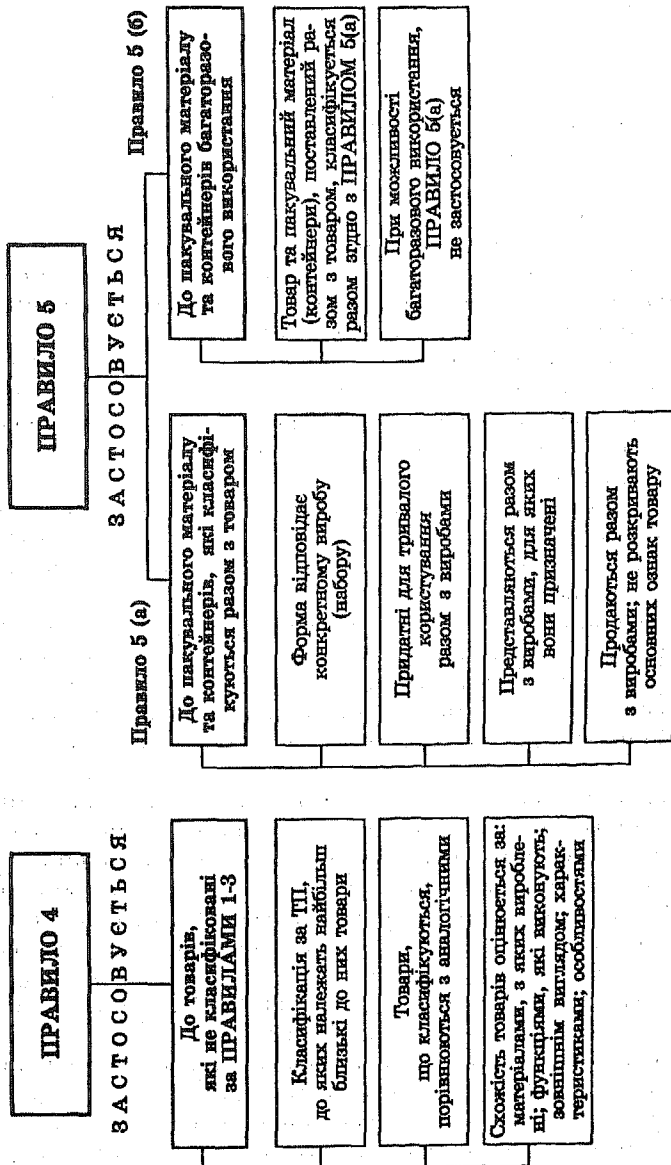 ПРАВИЛО 4
ЗАСТОСОВУЄТЬСЯ
До товарів,
які не класифіковані
за ПРАВИЛАМИ 1-3
Класифікація за ТП,
до яких належать найбільш
близькі до них товари
Товари,
що класифікуються,
порівнюються з аналогічними
Схожість товарів оцінюється за:
матеріалами, з яких виробле-
ні; функціями, які виконують;
зовнішнім виглядом; харак-
теристиками; особливостями
ПРАВИЛО 5
ЗАСТОСОВУЄТЬСЯ
Правило 5 (а)
До пакувального матеріалу
та контейнерів, які класифі-
куються разом з товаром
Форма відповідає
конкретному виробу
(набору)
Придатні для тривалого
користування
разом з виробами
Представляються разом
з виробами, для яких
вони призначені
Продаються разом
з виробами; не розкривають
основних ознак товару
Правило 5 (б)
До пакувального матеріалу
та контейнерів багаторазо-
вого використання
Товар та пакувальний матеріал
(контейнери), поставлений ра-
зом з товаром, класифікується
разом згдно з ПРАВИЛОМ 5(а)
При можливості
багаторазового використання,
ПРАВИЛО 5(а)
не застосовується